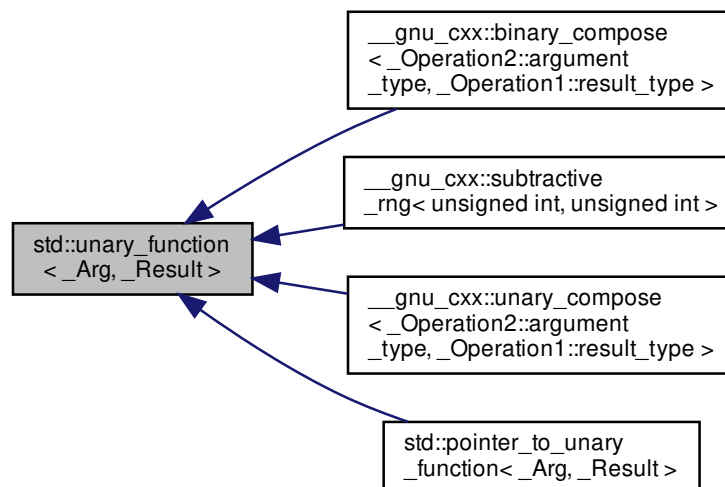 __gnu_cxx::binary_compose
< _Operation2::argument
_type, _Operation1::result_type >
__gnu_cxx::subtractive
_rng< unsigned int, unsigned int >
std::unary_function
< _Arg, _Result >
__gnu_cxx::unary_compose
< _Operation2::argument
_type, _Operation1::result_type >
std::pointer_to_unary
_function< _Arg, _Result >